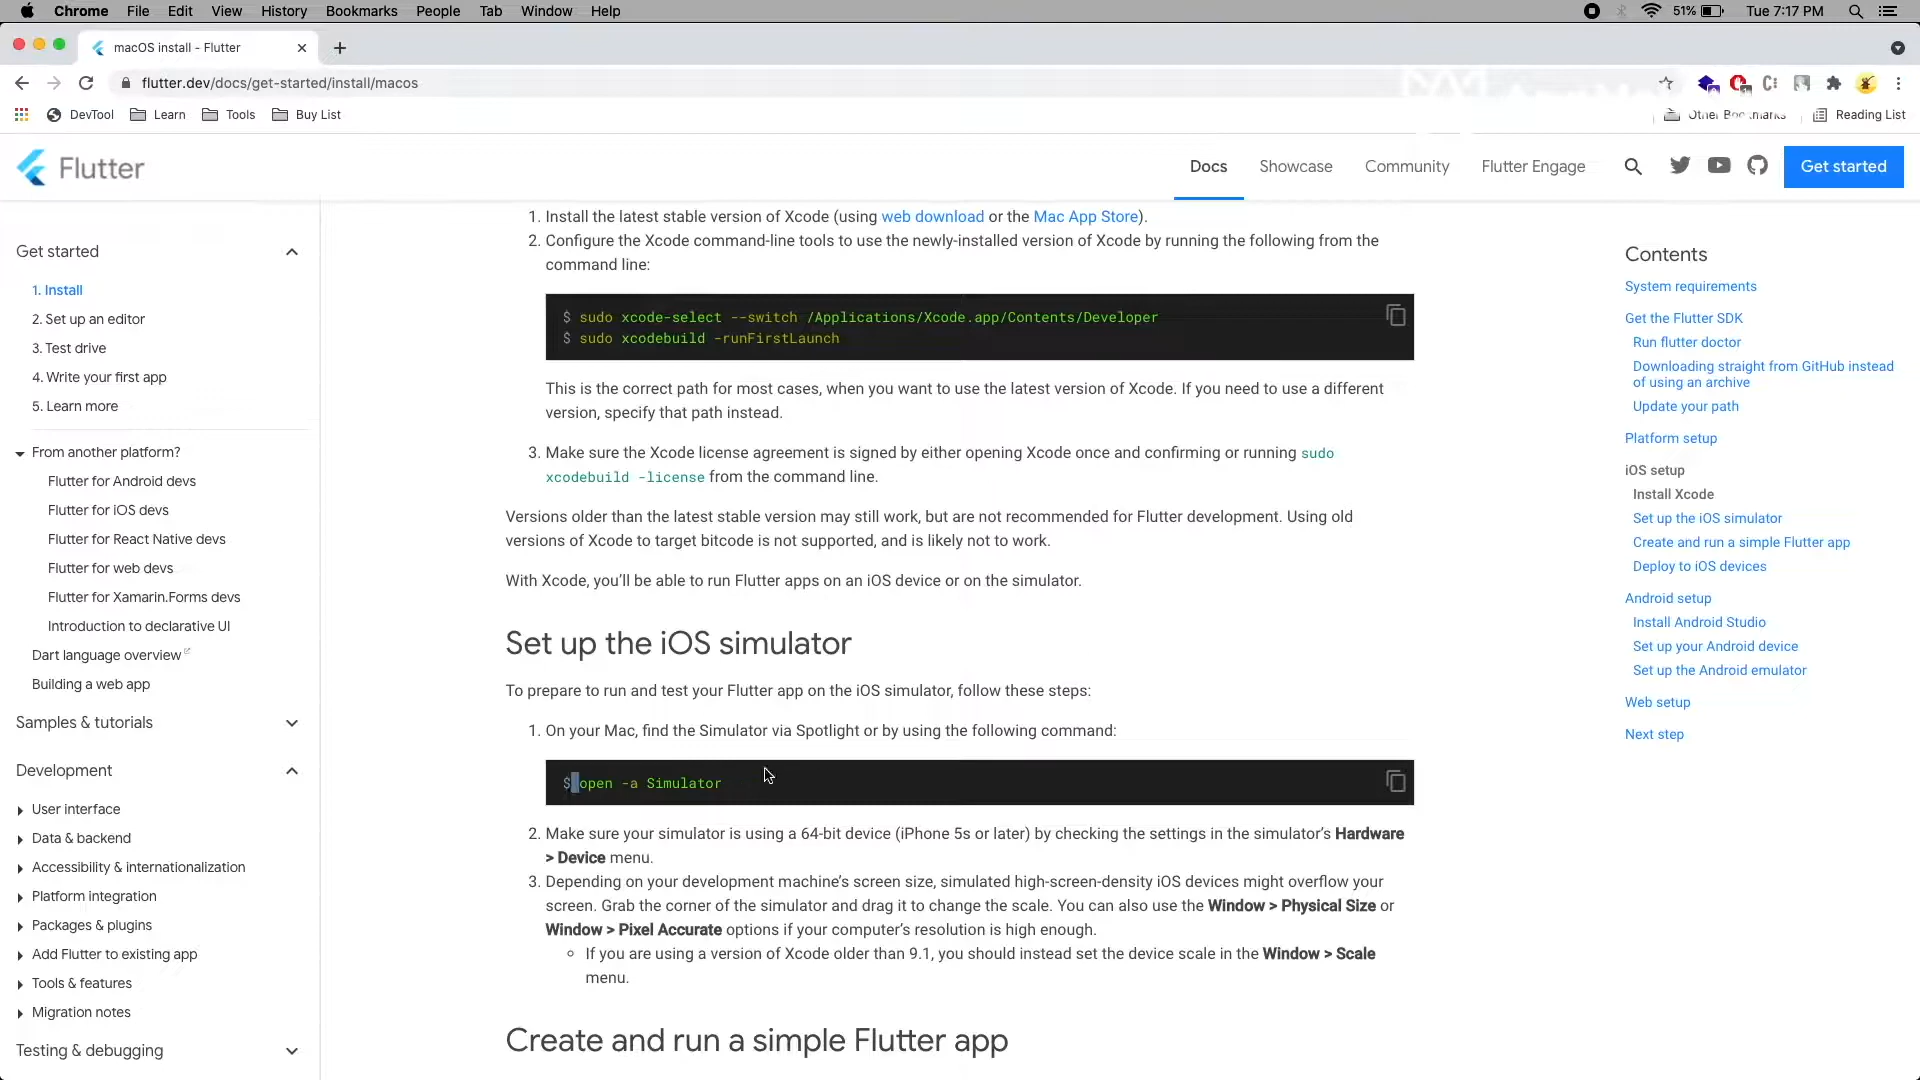 Chrome File Edit View History Bookmarks People Tab Window Help
51% Tue 7:17 PM
macOS install - Flutter
flutter.dev/docs/get-started/install/macos
DevTool Learn Tools Buy List
Other Bookmarks Reading List
Flutter
Docs Showcase Community Flutter Engage Get started
Get started
1. Install
2. Set up an editor
3. Test drive
4. Write your first app
5. Learn more
From another platform?
Flutter for Android devs
Flutter for iOS devs
Flutter for React Native devs
Flutter for web devs
Flutter for Xamarin.Forms devs
Introduction to declarative UI
Dart language overview
Building a web app
Samples & tutorials
Development
User interface
Data & backend
Accessibility & internationalization
Platform integration
Packages & plugins
Add Flutter to existing app
Tools & features
Migration notes
Testing & debugging
1. Install the latest stable version of Xcode (using web download or the Mac App Store).
2. Configure the Xcode command-line tools to use the newly-installed version of Xcode by running the following from the
command line:
$ sudo xcode-select --switch /Applications/Xcode.app/Contents/Developer
$ sudo xcodebuild -runFirstLaunch
This is the correct path for most cases, when you want to use the latest version of Xcode. If you need to use a different
version, specify that path instead.
3. Make sure the Xcode license agreement is signed by either opening Xcode once and confirming or running sudo
xcodebuild -license from the command line.
Versions older than the latest stable version may still work, but are not recommended for Flutter development. Using old
versions of Xcode to target bitcode is not supported, and is likely not to work.
With Xcode, you’ll be able to run Flutter apps on an iOS device or on the simulator.
Set up the iOS simulator
To prepare to run and test your Flutter app on the iOS simulator, follow these steps:
1. On your Mac, find the Simulator via Spotlight or by using the following command:
$ open -a Simulator
2. Make sure your simulator is using a 64-bit device (iPhone 5s or later) by checking the settings in the simulator’s Hardware
> Device menu.
3. Depending on your development machine’s screen size, simulated high-screen-density iOS devices might overflow your
screen. Grab the corner of the simulator and drag it to change the scale. You can also use the Window > Physical Size or
Window > Pixel Accurate options if your computer’s resolution is high enough.
If you are using a version of Xcode older than 9.1, you should instead set the device scale in the Window > Scale
menu.
Create and run a simple Flutter app
Contents
System requirements
Get the Flutter SDK
Run flutter doctor
Downloading straight from GitHub instead
of using an archive
Update your path
Platform setup
iOS setup
Install Xcode
Set up the iOS simulator
Create and run a simple Flutter app
Deploy to iOS devices
Android setup
Install Android Studio
Set up your Android device
Set up the Android emulator
Web setup
Next step